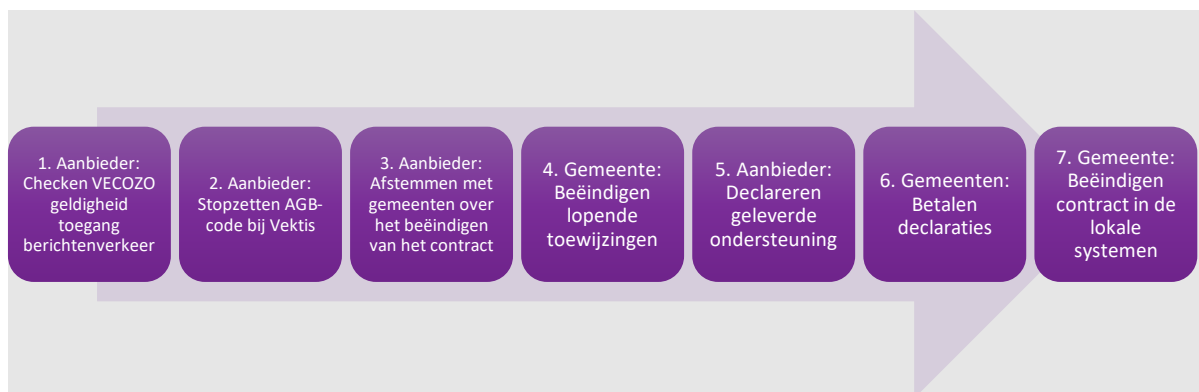 1. Aanbieder:
Checken VECOZO
geldigheid
toegang
berichtenverkeer
2. Aanbieder:
Stopzetten AGB-
code bij Vektis
3. Aanbieder:
Afstemmen met
gemeenten over
het beëindigen
van het contract
4. Gemeente:
Beëindigen
lopende
toewijzingen
5. Aanbieder:
Declareren
geleverde
ondersteuning
6. Gemeenten:
Betalen
declaraties
7. Gemeente:
Beëindigen
contract in de
lokale
systemen